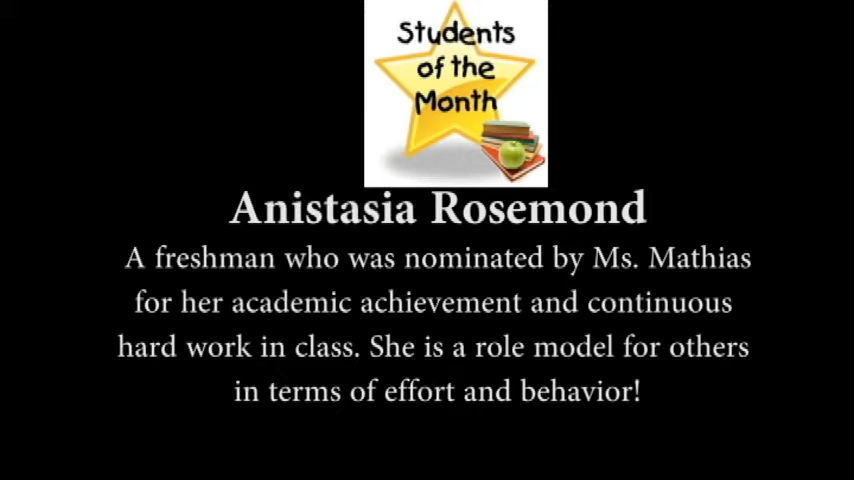 Students
of the
Month
Anistasia Rosemond
A freshman who was nominated by Ms. Mathias
for her academic achievement and continuous
hard work in class. She is a role model for others
in terms of effort and behavior!